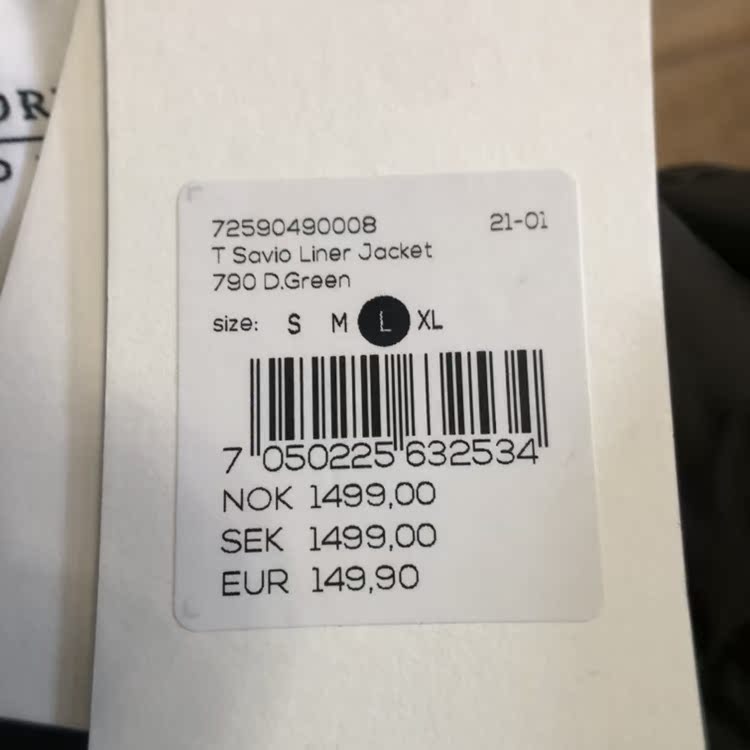 72590490008 21-01
T Savio Liner Jacket
790 D.Green
size: S M L XL
7 050225 632534
NOK 1499,00
SEK 1499,00
EUR 149,90